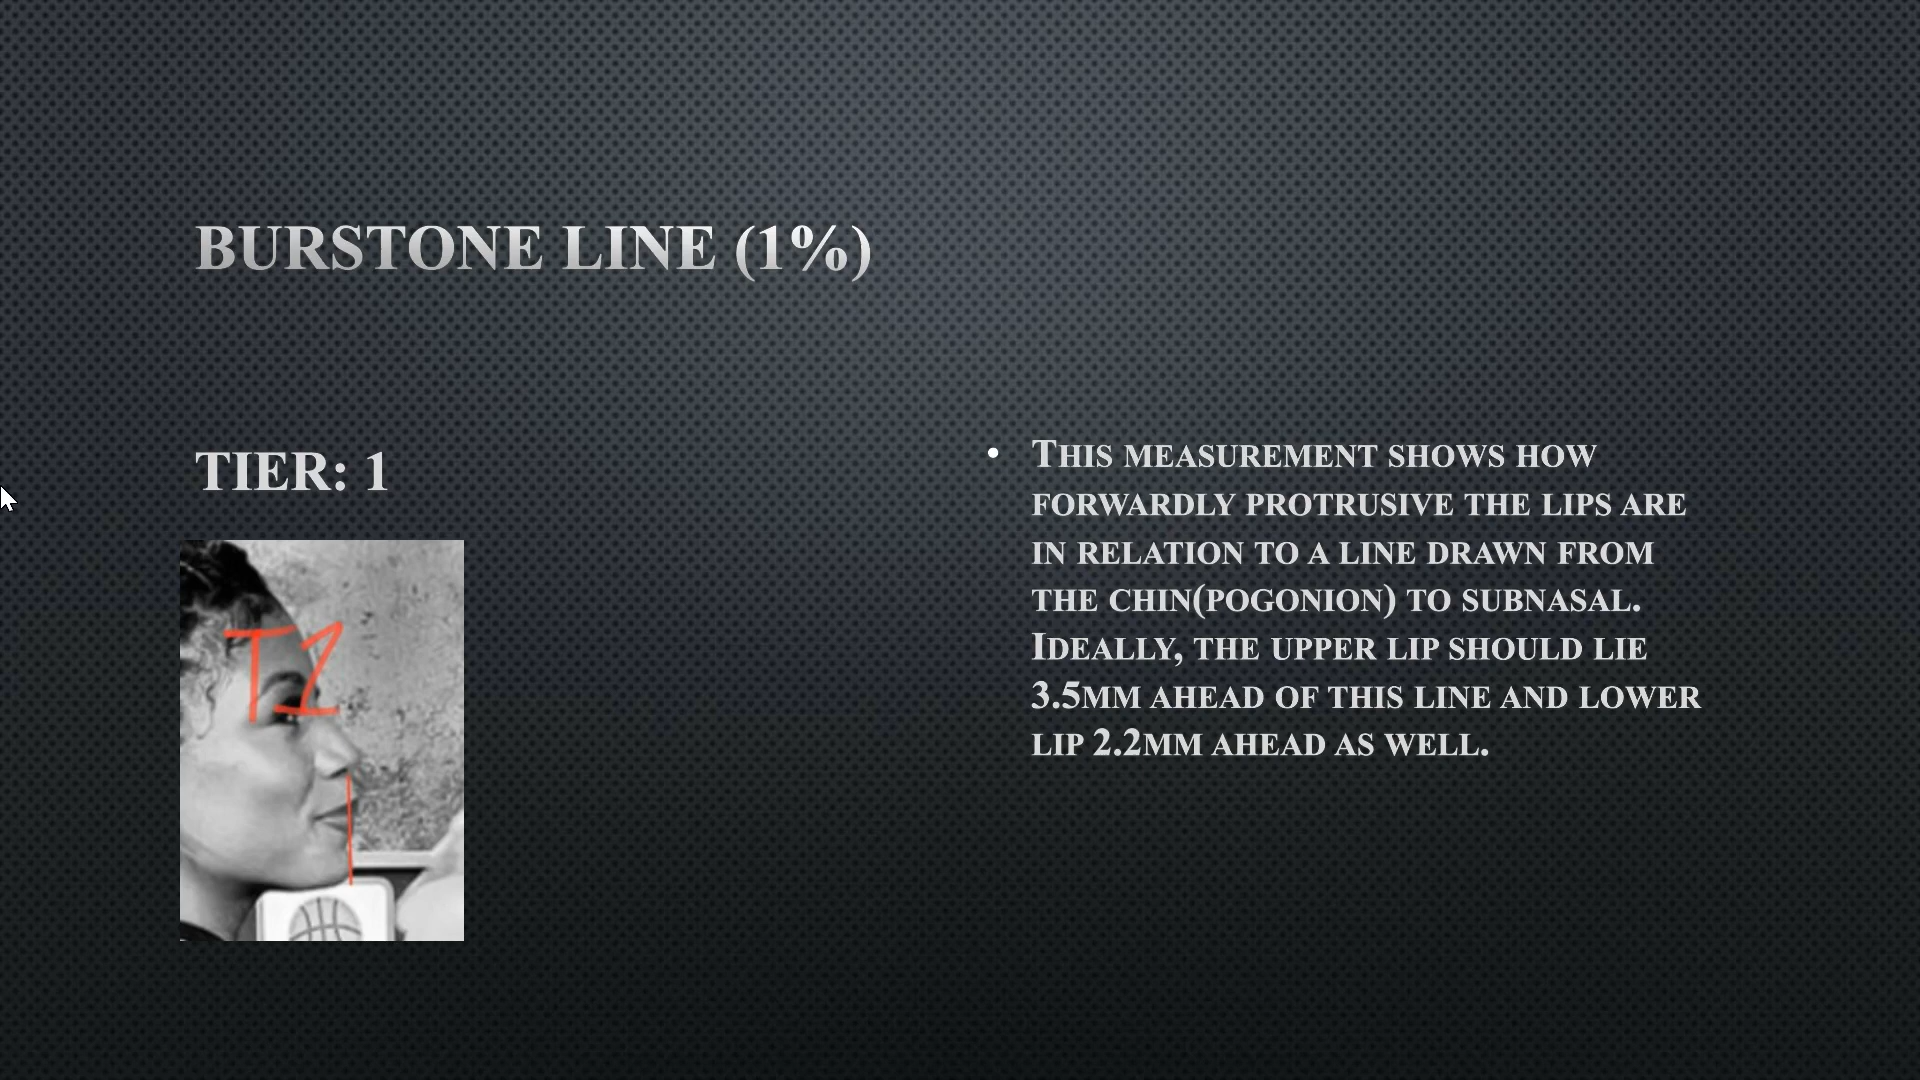 BURSTONE LINE (1%)
TIER: 1
T1
• THIS MEASUREMENT SHOWS HOW
FORWARDLY PROTRUSIVE THE LIPS ARE
IN RELATION TO A LINE DRAWN FROM
THE CHIN(POGONION) TO SUBNASAL.
IDEALLY, THE UPPER LIP SHOULD LIE
3.5MM AHEAD OF THIS LINE AND LOWER
LIP 2.2MM AHEAD AS WELL.